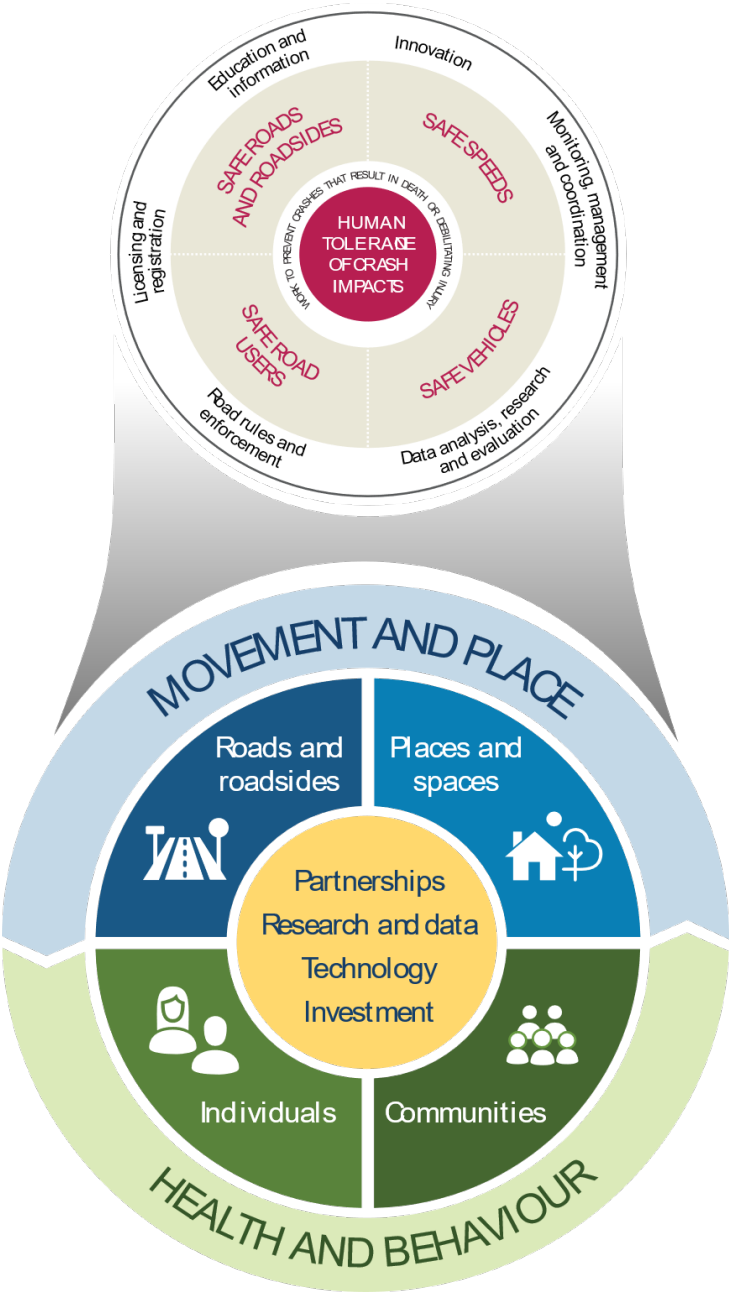 Education and
information
Innovation
Monitoring, management
and coordination
Licensing and
registration
SAFE ROADS
AND ROADSIDES
SAFE SPEEDS
WORK TO PREVENT CRASHES THAT RESULT IN DEATH OR DEBILITATING INJURY
HUMAN
TOLERANCE
OF CRASH
IMPACTS
SAFE ROAD
USERS
SAFE VEHICLES
Road rules and
enforcement
Data analysis, research
and evaluation
MOVEMENT AND PLACE
Roads and
roadsides
Places and
spaces
Partnerships
Research and data
Technology
Investment
Individuals
Communities
HEALTH AND BEHAVIOUR